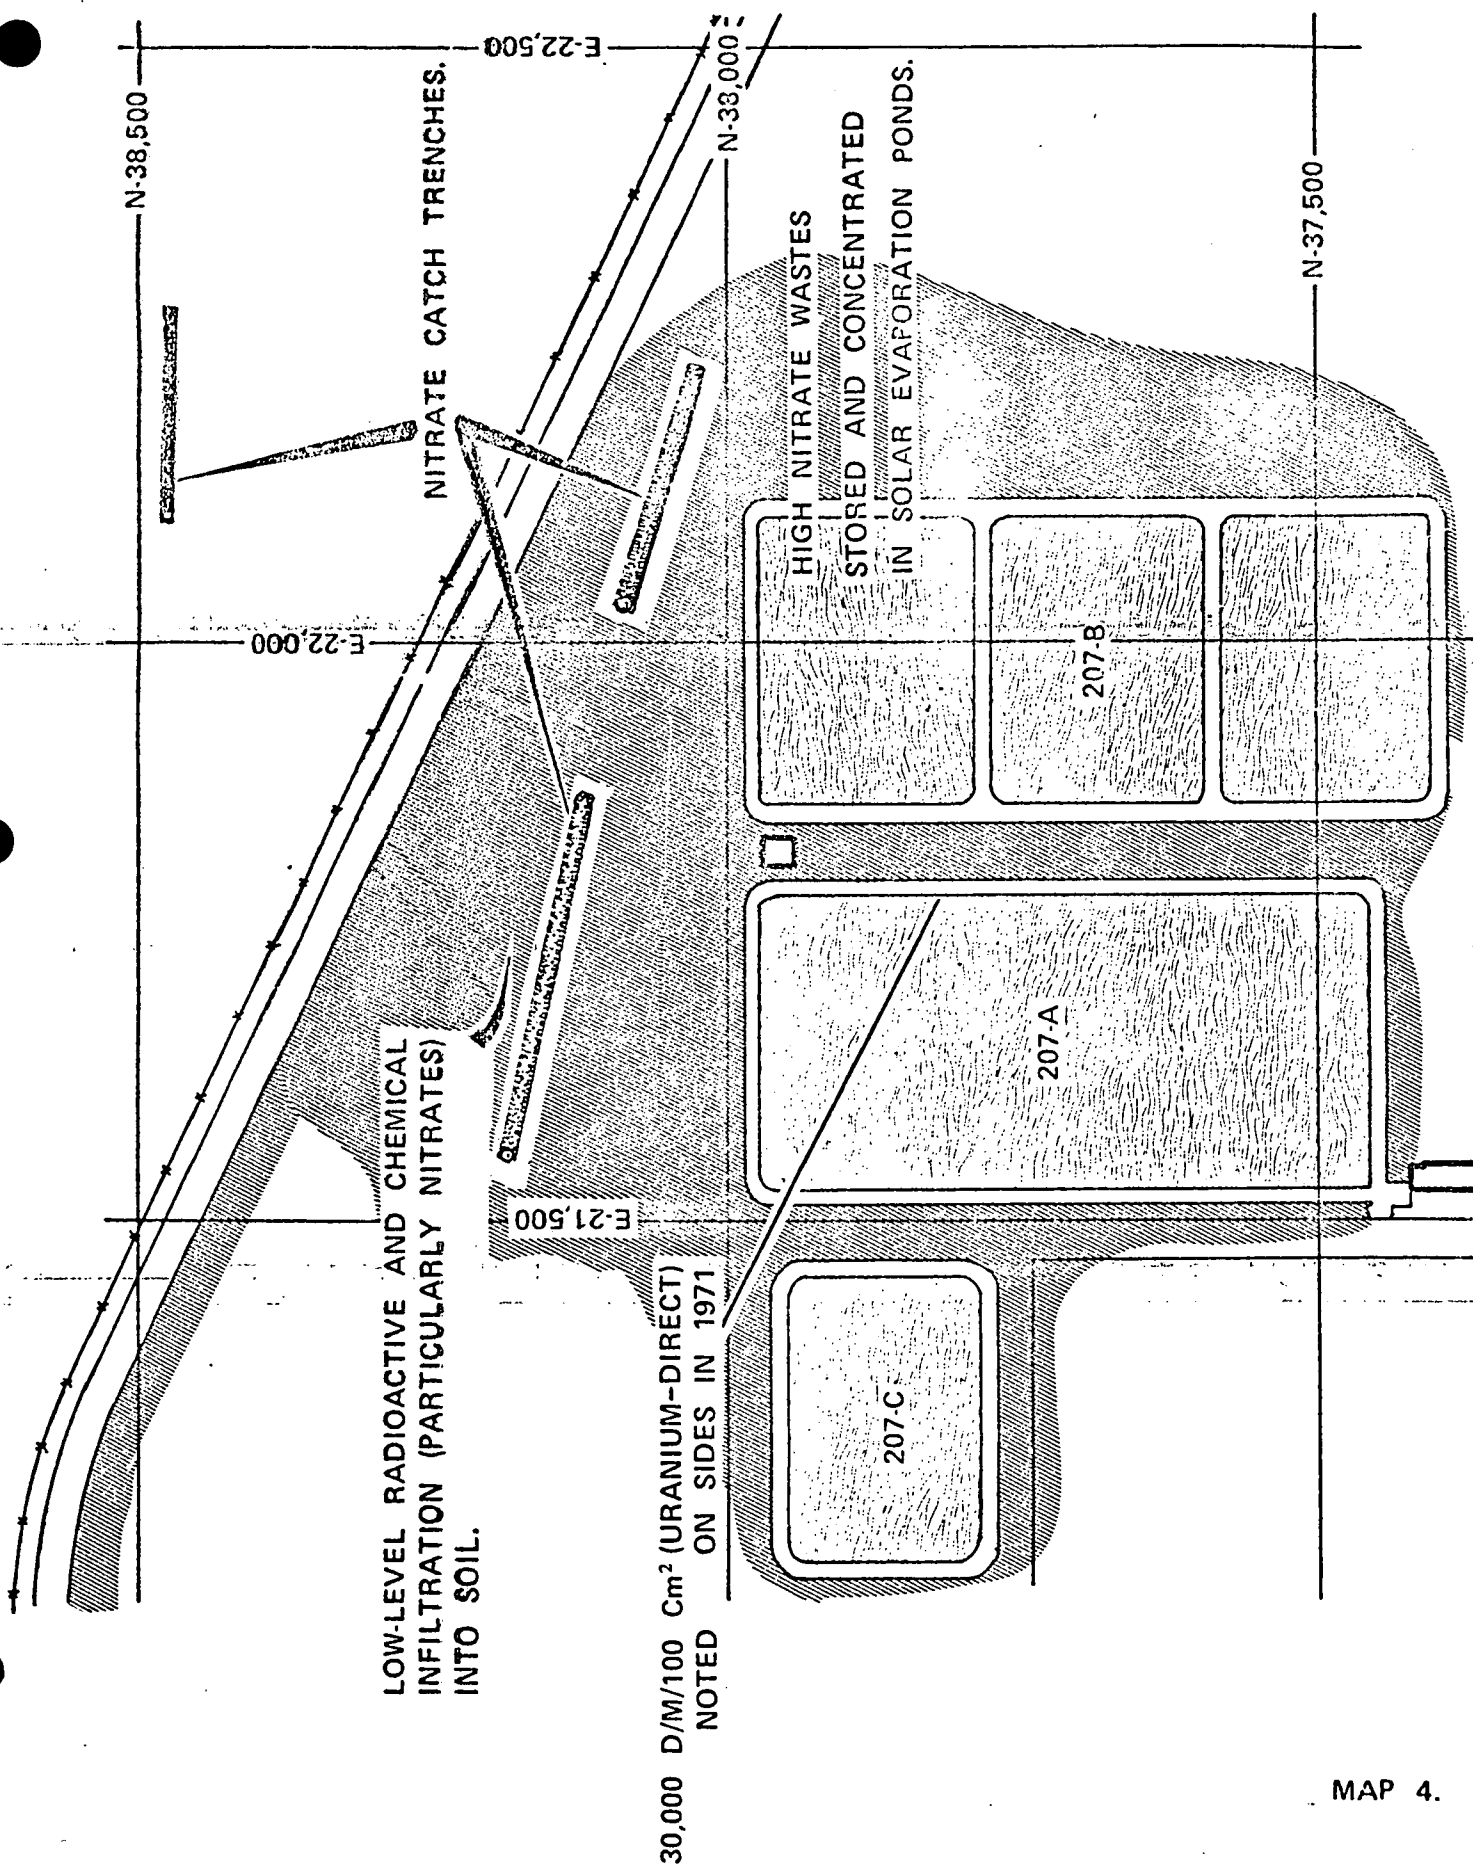 N-38,500
E-22,500
NITRATE CATCH TRENCHES.
N-38,000
HIGH NITRATE WASTES
STORED AND CONCENTRATED
IN SOLAR EVAPORATION PONDS.
N-37,500
E-22,000
207-B
207-A
LOW-LEVEL RADIOACTIVE AND CHEMICAL
INFILTRATION (PARTICULARLY NITRATES)
INTO SOIL.
E-21,500
30,000 D/M/100 Cm² (URANIUM-DIRECT)
NOTED ON SIDES IN 1971
207-C
MAP 4.